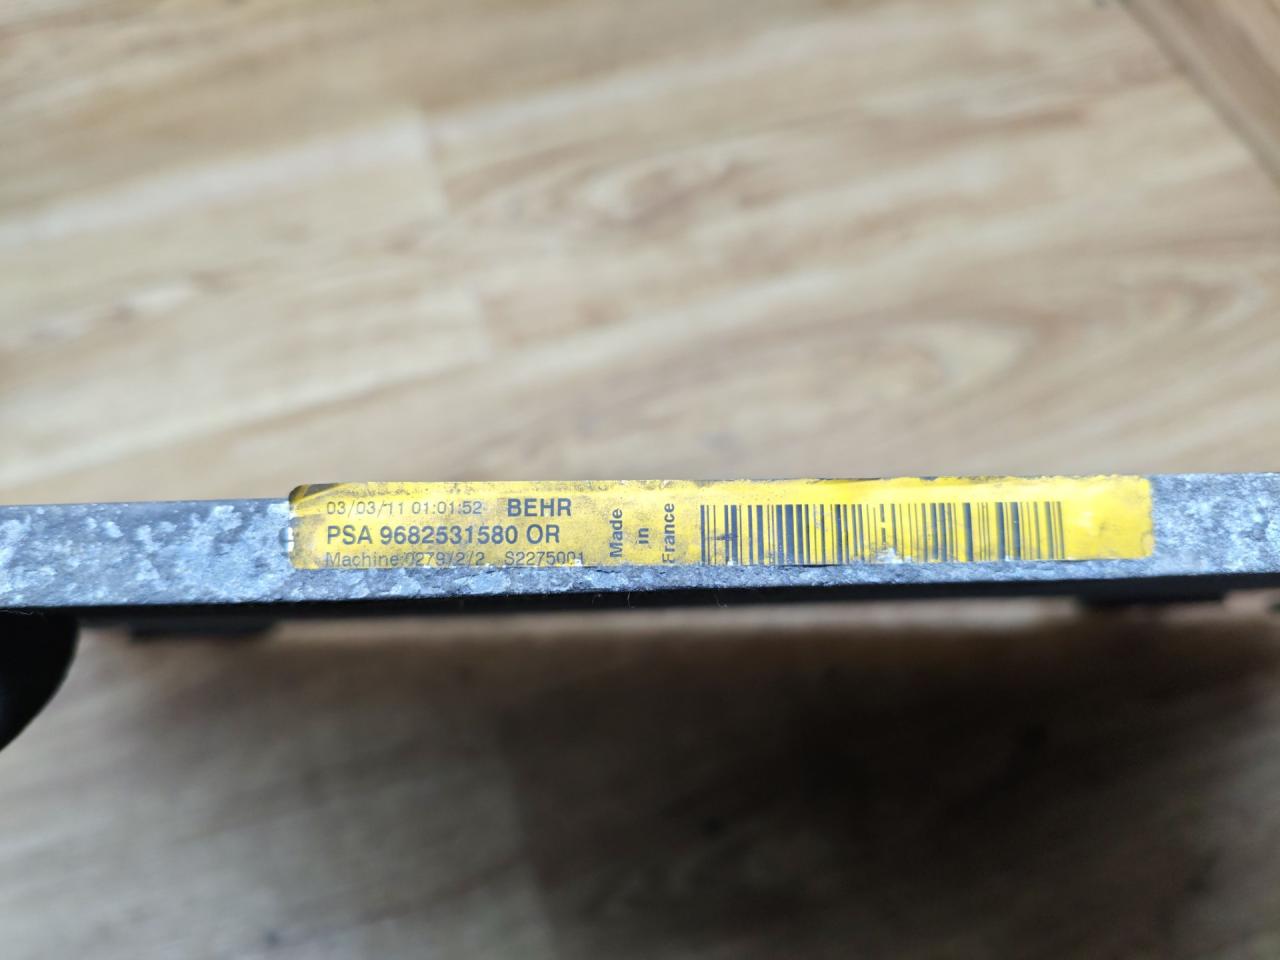 03/03/11 01:01:52 BEHR
PSA 9682531580 OR
Machine:0279/2/2 S2275001
Made
in
France